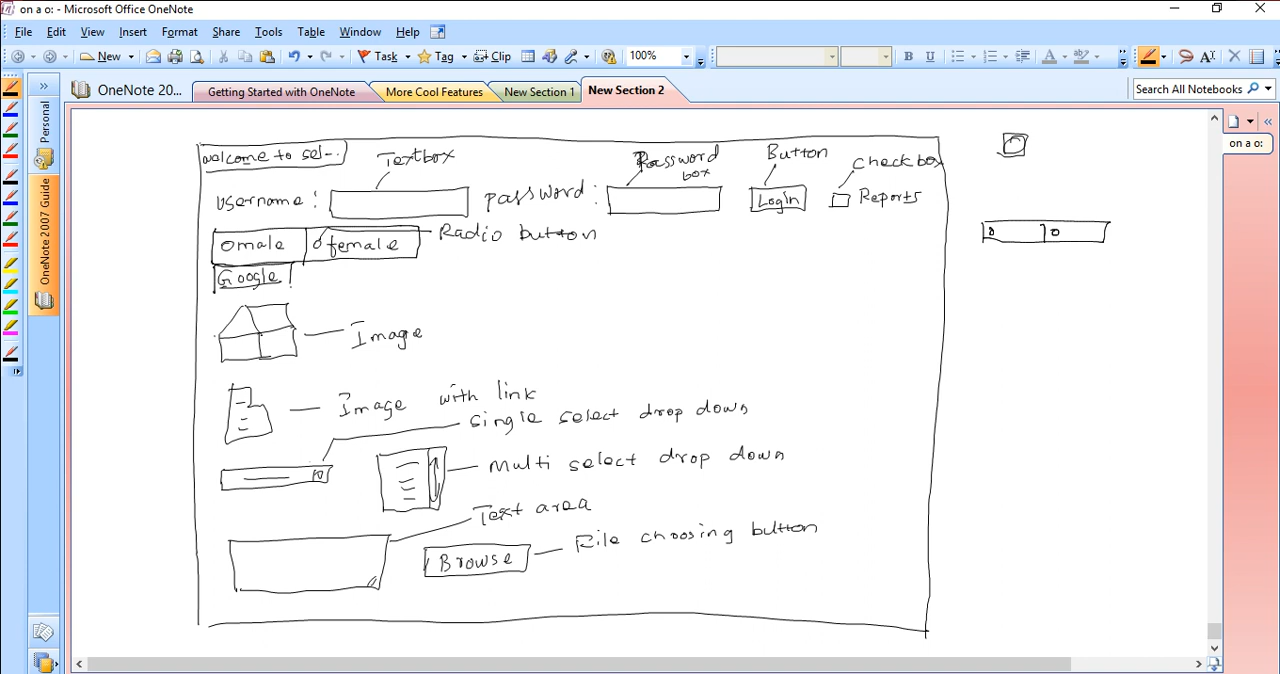 on a o: - Microsoft Office OneNote
File Edit View Insert Format Share Tools Table Window Help
New Task Tag Clip 100% B U A ab
OneNote 20... Getting Started with OneNote More Cool Features New Section 1 New Section 2 Search All Notebooks
Personal
OneNote 2007 Guide
on a o:
welcome to sel-.. Textbox Password box Button checkbox
username : password : Login Reports
male female Radio button
Google
Image
Image with link
single select drop down
multi select drop down
Text area
Browse File choosing button